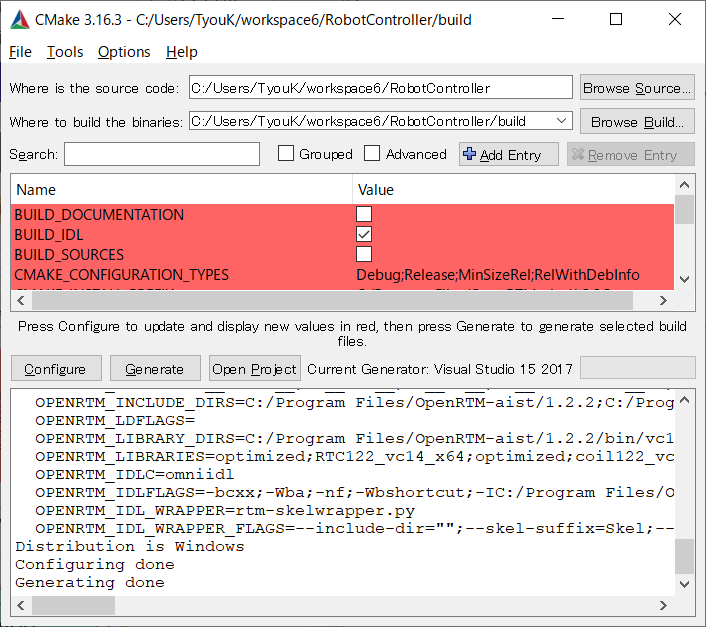 CMake 3.16.3 - C:/Users/TyouK/workspace6/RobotController/build
File Tools Options Help
Where is the source code: C:/Users/TyouK/workspace6/RobotController Browse Source...
Where to build the binaries: C:/Users/TyouK/workspace6/RobotController/build Browse Build...
Search: Grouped Advanced Add Entry Remove Entry
Name Value
BUILD_DOCUMENTATION
BUILD_IDL
BUILD_SOURCES
CMAKE_CONFIGURATION_TYPES Debug;Release;MinSizeRel;RelWithDebInfo
Press Configure to update and display new values in red, then press Generate to generate selected build
files.
Configure Generate Open Project Current Generator: Visual Studio 15 2017
OPENRTM_INCLUDE_DIRS=C:/Program Files/OpenRTM-aist/1.2.2;C:/Prog
OPENRTM_LDFLAGS=
OPENRTM_LIBRARY_DIRS=C:/Program Files/OpenRTM-aist/1.2.2/bin/vc1
OPENRTM_LIBRARIES=optimized;RTC122_vc14_x64;optimized;coil122_vc
OPENRTM_IDLC=omniidl
OPENRTM_IDLFLAGS=-bcxx;-Wba;-nf;-Wbshortcut;-IC:/Program Files/O
OPENRTM_IDL_WRAPPER=rtm-skelwrapper.py
OPENRTM_IDL_WRAPPER_FLAGS=--include-dir="";--skel-suffix=Skel;--
Distribution is Windows
Configuring done
Generating done